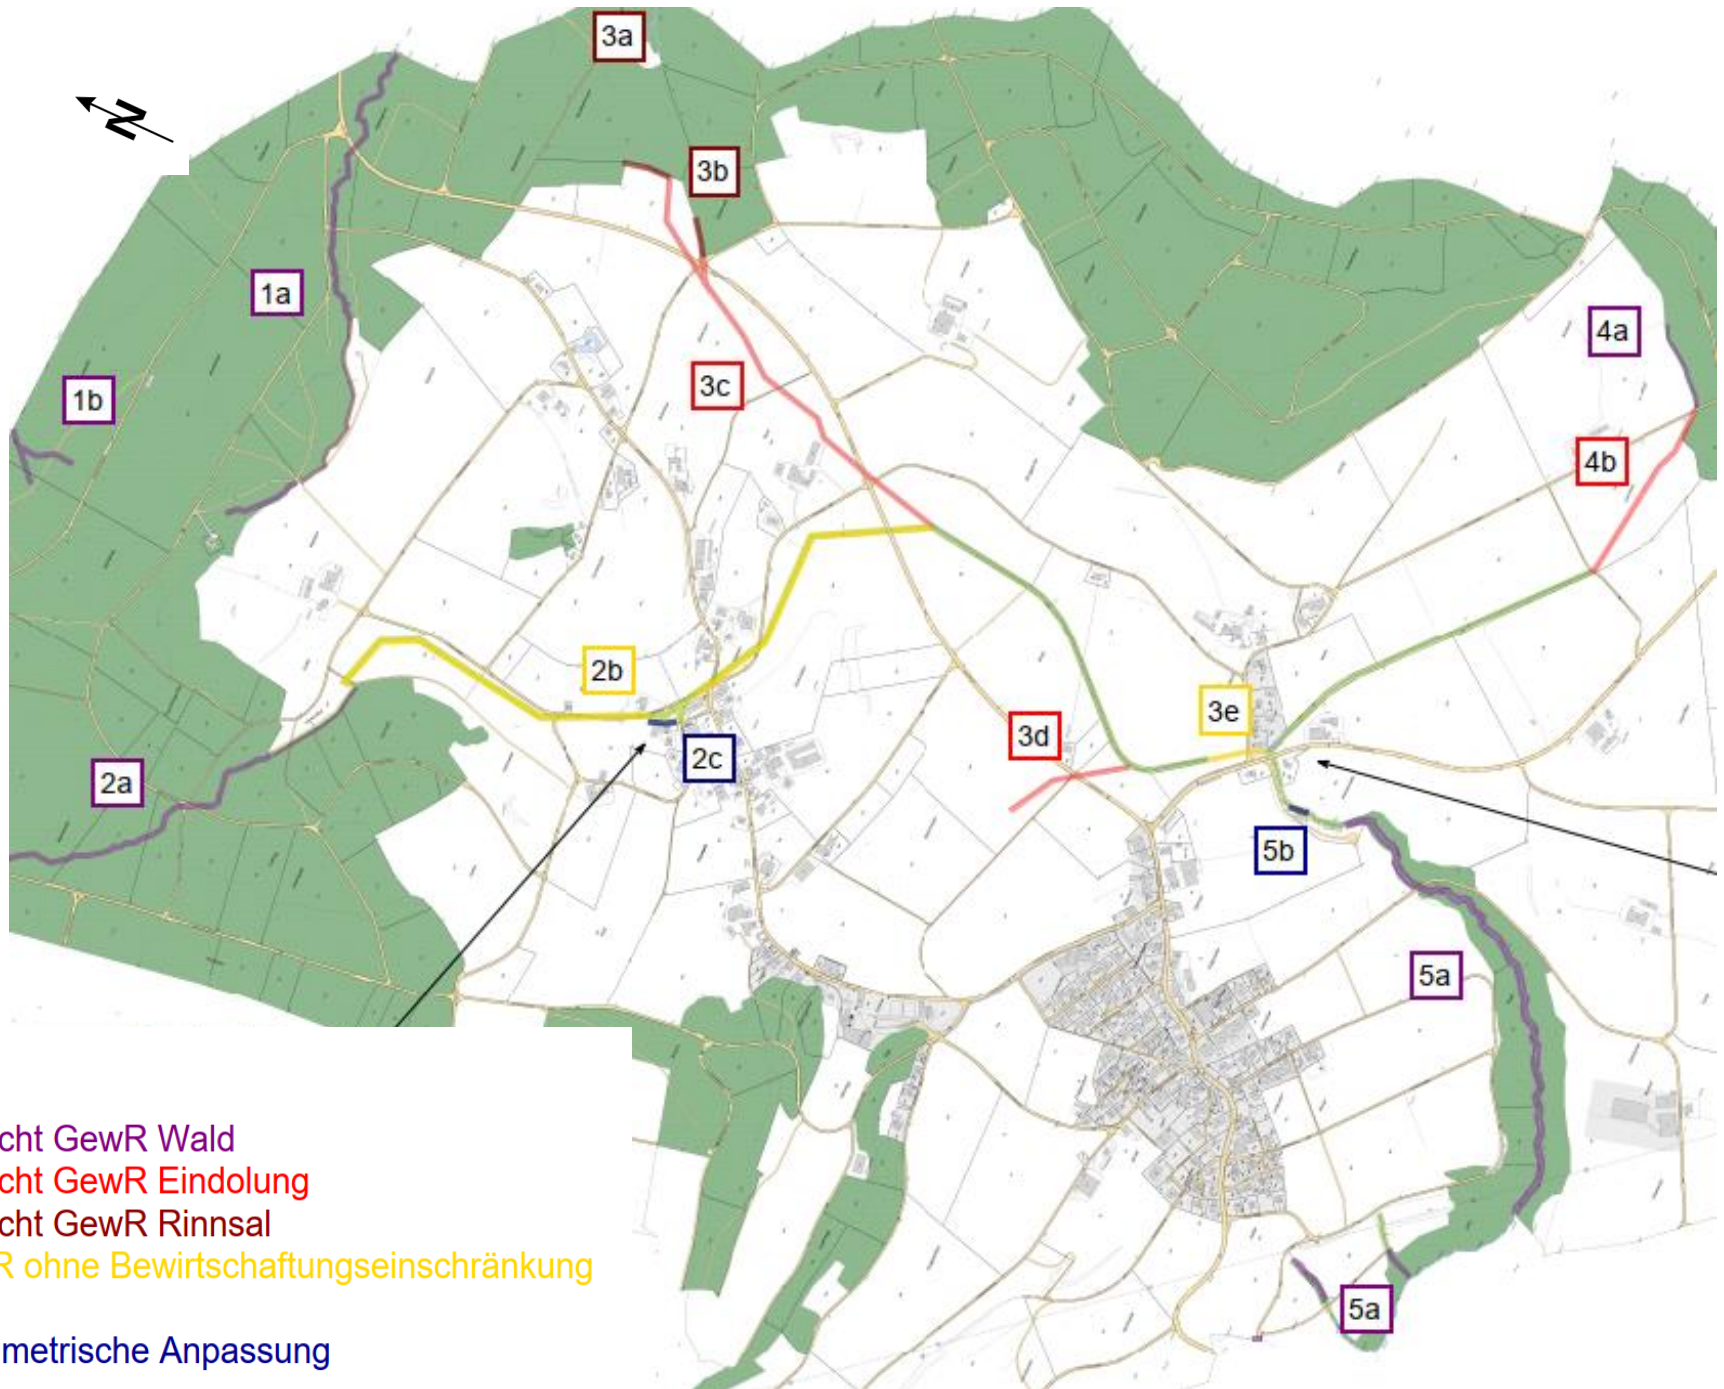 3a
N
3b
1a
4a
3c
1b
4b
2b
3e
3d
2c
2a
5b
5a
cht GewR Wald
cht GewR Eindolung
cht GewR Rinnsal
R ohne Bewirtschaftungseinschränkung
5a
metrische Anpassung